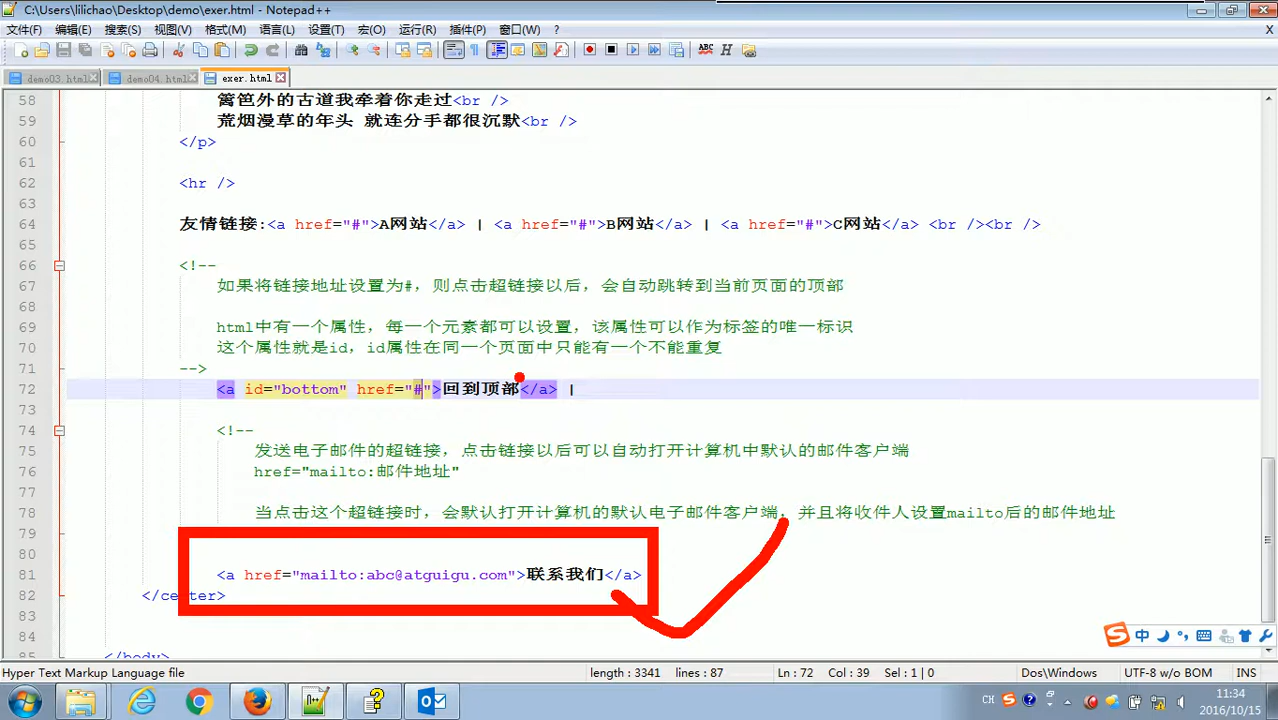 C:\Users\lilichao\Desktop\demo\exer.html - Notepad++
文件(F) 编辑(E) 搜索(S) 视图(V) 格式(M) 语言(L) 设置(T) 宏(O) 运行(R) 插件(P) 窗口(W) ? X
demo03.html demo04.html exer.html
58 篱笆外的古道我牵着你走过<br />
59 荒烟漫草的年头 就连分手都很沉默<br />
60 </p>
61
62 <hr />
63
64 友情链接:<a href="#">A网站</a> | <a href="#">B网站</a> | <a href="#">C网站</a> <br /><br />
65
66 <!--
67 如果将链接地址设置为#，则点击超链接以后，会自动跳转到当前页面的顶部
68
69 html中有一个属性，每一个元素都可以设置，该属性可以作为标签的唯一标识
70 这个属性就是id，id属性在同一个页面中只能有一个不能重复
71 -->
72 <a id="bottom" href="#">回到顶部</a> |
73
74 <!--
75 发送电子邮件的超链接，点击链接以后可以自动打开计算机中默认的邮件客户端
76 href="mailto:邮件地址"
77
78 当点击这个超链接时，会默认打开计算机的默认电子邮件客户端，并且将收件人设置mailto后的邮件地址
79
80
81 <a href="mailto:abc@atguigu.com">联系我们</a>
82 </center>
83
84 </body>
Hyper Text Markup Language file length : 3341 lines : 87 Ln : 72 Col : 39 Sel : 1 | 0 Dos\Windows UTF-8 w/o BOM INS
中
CH
11:34
2016/10/15